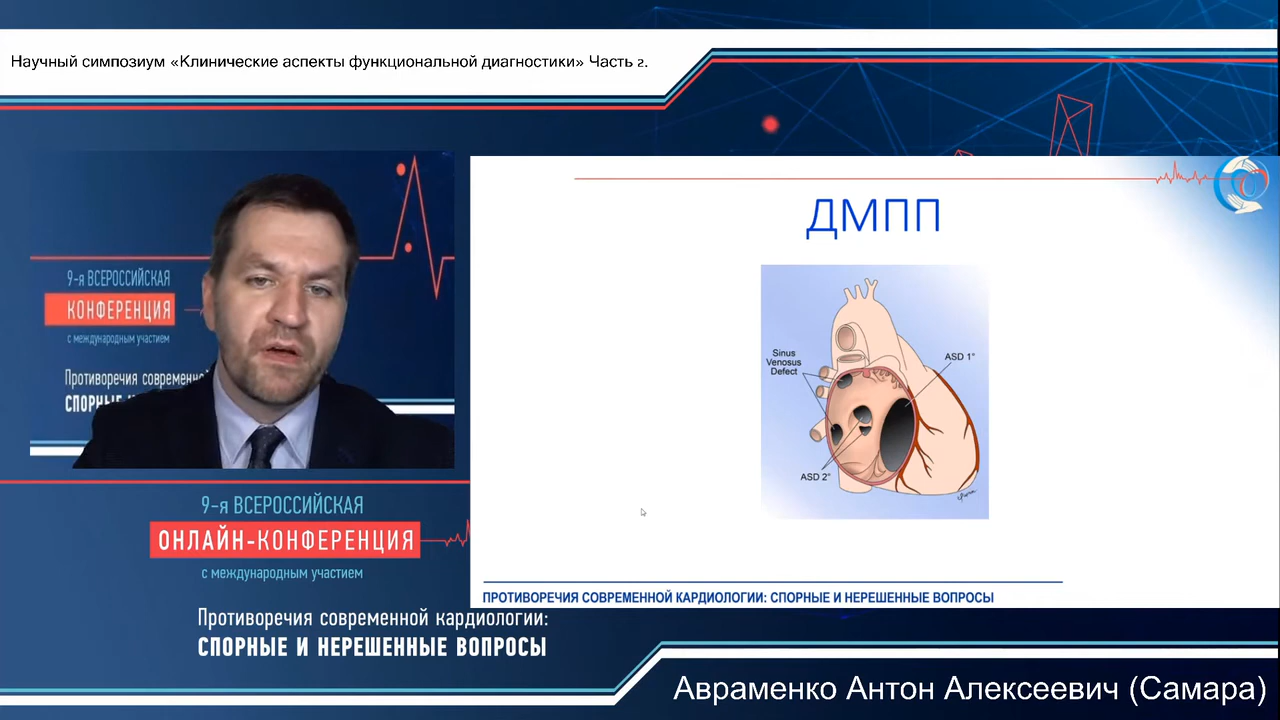 Научный симпозиум «Клинические аспекты функциональной диагностики» Часть 2.
9-я ВСЕРОССИЙСКАЯ
КОНФЕРЕНЦИЯ
с международным участием
Противоречия современной
СПОРНЫЕ
ДМПП
Sinus
Venosus
Defect
ASD 1°
ASD 2°
ПРОТИВОРЕЧИЯ СОВРЕМЕННОЙ КАРДИОЛОГИИ: СПОРНЫЕ И НЕРЕШЕННЫЕ ВОПРОСЫ
9-я ВСЕРОССИЙСКАЯ
ОНЛАЙН-КОНФЕРЕНЦИЯ
с международным участием
Противоречия современной кардиологии:
СПОРНЫЕ И НЕРЕШЕННЫЕ ВОПРОСЫ
Авраменко Антон Алексеевич (Самара)